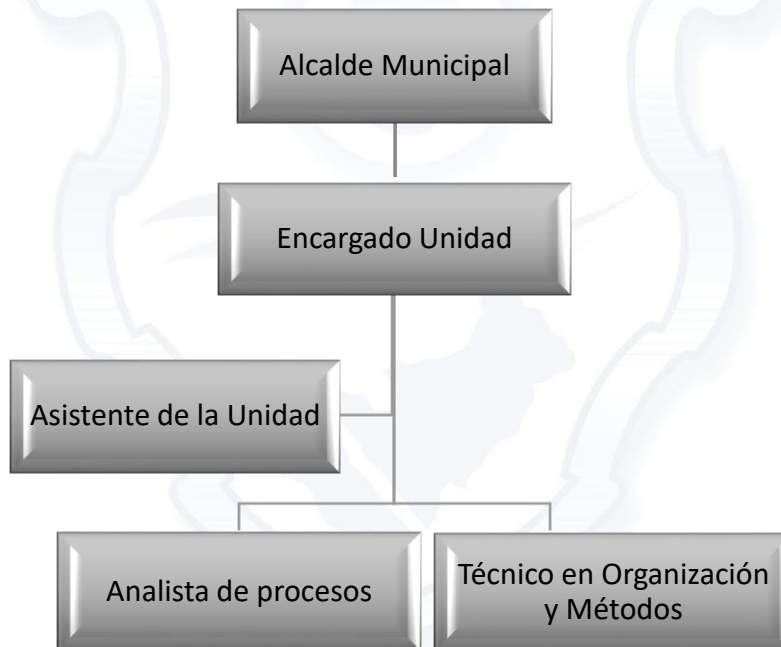 Alcalde Municipal
Encargado Unidad
Asistente de la Unidad
Analista de procesos
Técnico en Organización
y Métodos